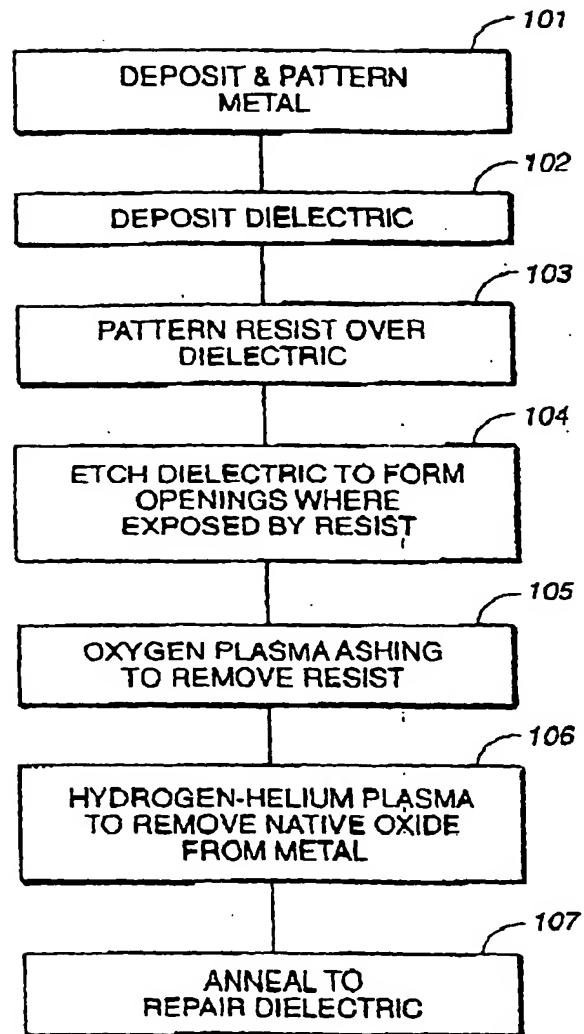 101
DEPOSIT & PATTERN
METAL
102
DEPOSIT DIELECTRIC
103
PATTERN RESIST OVER
DIELECTRIC
104
ETCH DIELECTRIC TO FORM
OPENINGS WHERE
EXPOSED BY RESIST
105
OXYGEN PLASMA ASHING
TO REMOVE RESIST
106
HYDROGEN-HELIUM PLASMA
TO REMOVE NATIVE OXIDE
FROM METAL
107
ANNEAL TO
REPAIR DIELECTRIC